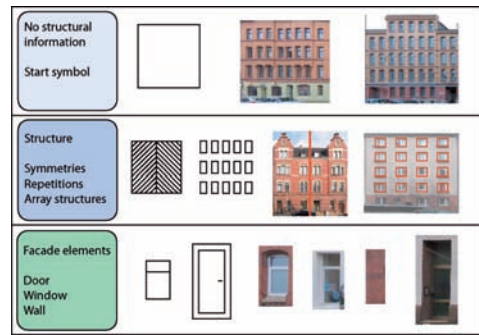 No structural
information
Start symbol
Structure
Symmetries
Repetitions
Array structures
Facade elements
Door
Window
Wall